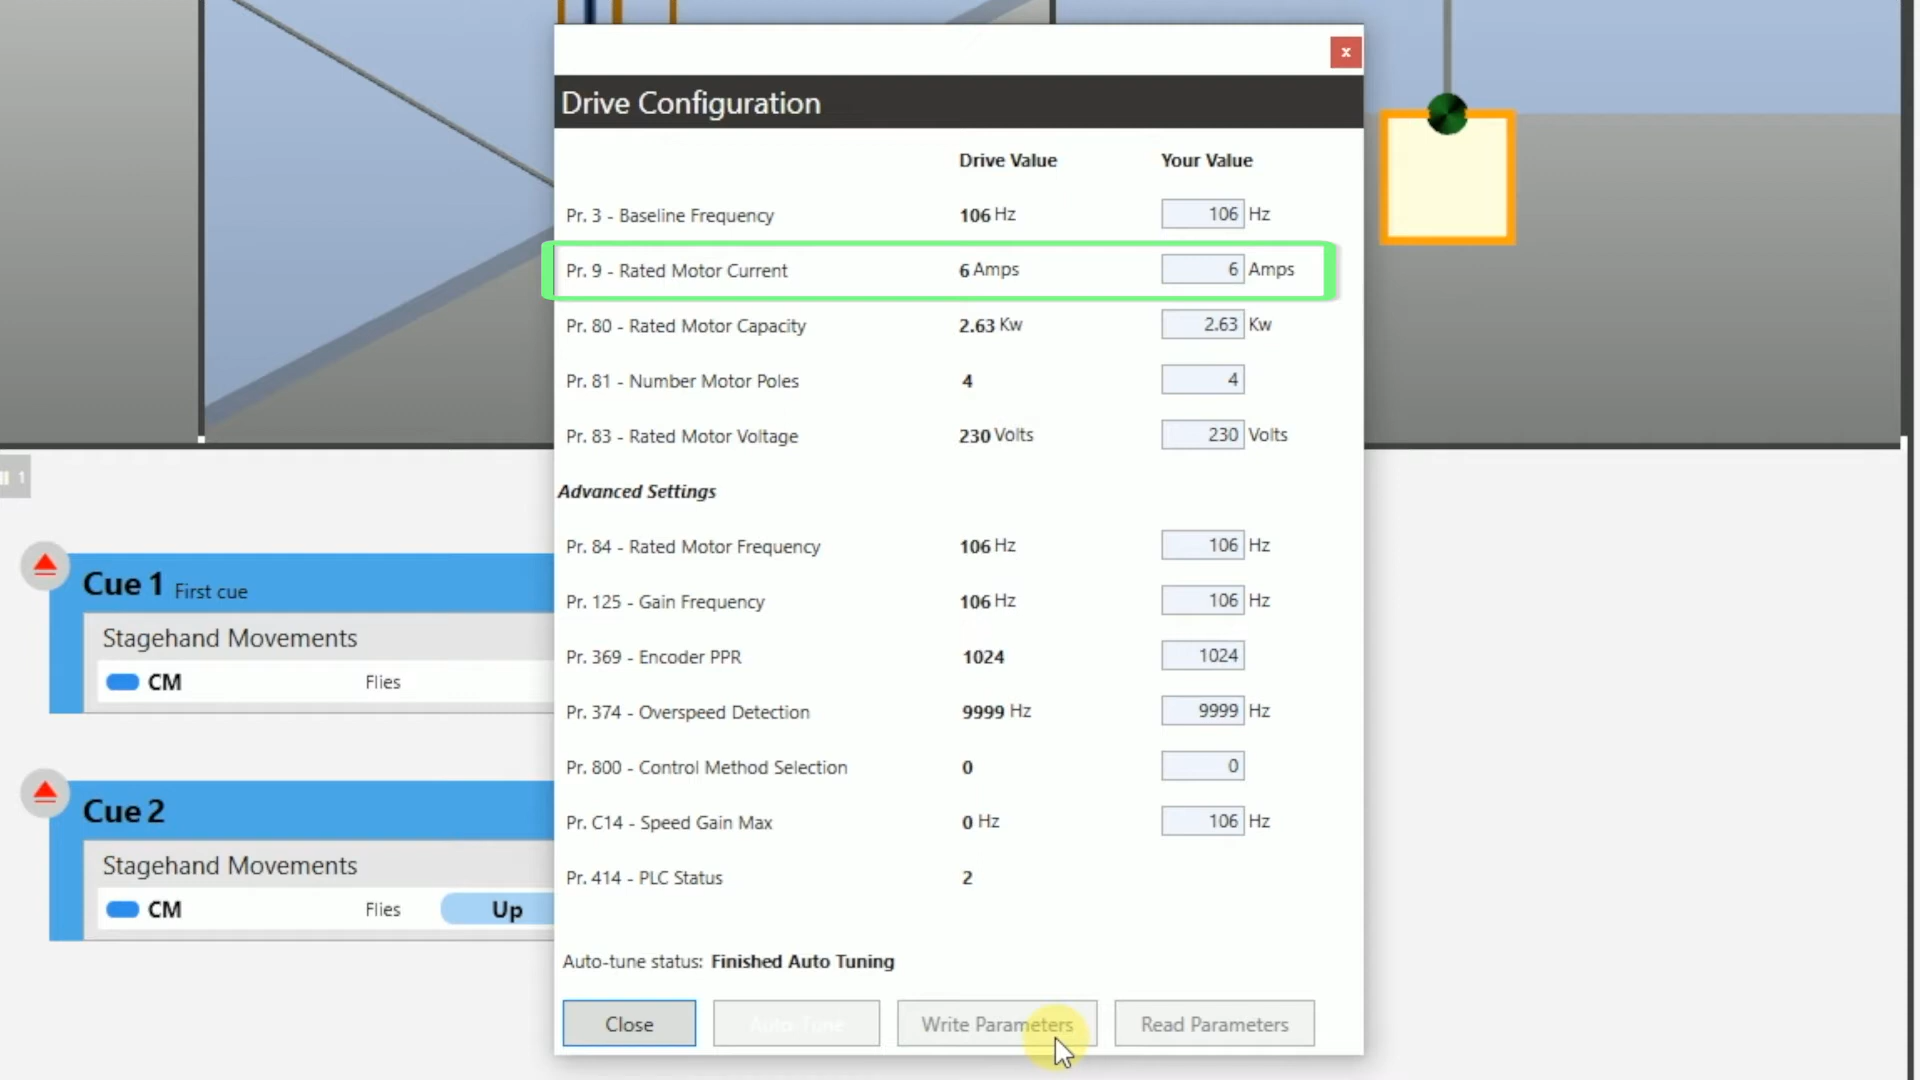 x
Drive Configuration
Drive Value Your Value
Pr. 3 - Baseline Frequency 106 Hz 106 Hz
Pr. 9 - Rated Motor Current 6 Amps 6 Amps
Pr. 80 - Rated Motor Capacity 2.63 Kw 2.63 Kw
Pr. 81 - Number Motor Poles 4 4
Pr. 83 - Rated Motor Voltage 230 Volts 230 Volts
Advanced Settings
Pr. 84 - Rated Motor Frequency 106 Hz 106 Hz
Pr. 125 - Gain Frequency 106 Hz 106 Hz
Pr. 369 - Encoder PPR 1024 1024
Pr. 374 - Overspeed Detection 9999 Hz 9999 Hz
Pr. 800 - Control Method Selection 0 0
Pr. C14 - Speed Gain Max 0 Hz 106 Hz
Pr. 414 - PLC Status 2
Auto-tune status: Finished Auto Tuning
Close Auto-Tune Write Parameters Read Parameters
1
Cue 1 First cue
Stagehand Movements
CM Flies
Cue 2
Stagehand Movements
CM Flies Up